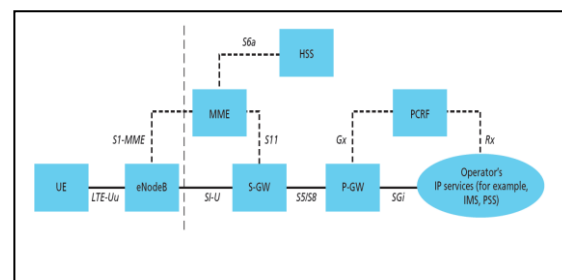 S6a
HSS
MME
PCRF
S1-MME
S11
Gx
Rx
UE
eNodeB
S-GW
P-GW
Operator's
IP services (for example,
IMS, PSS)
LTE-Uu
SI-U
S5/S8
SGi